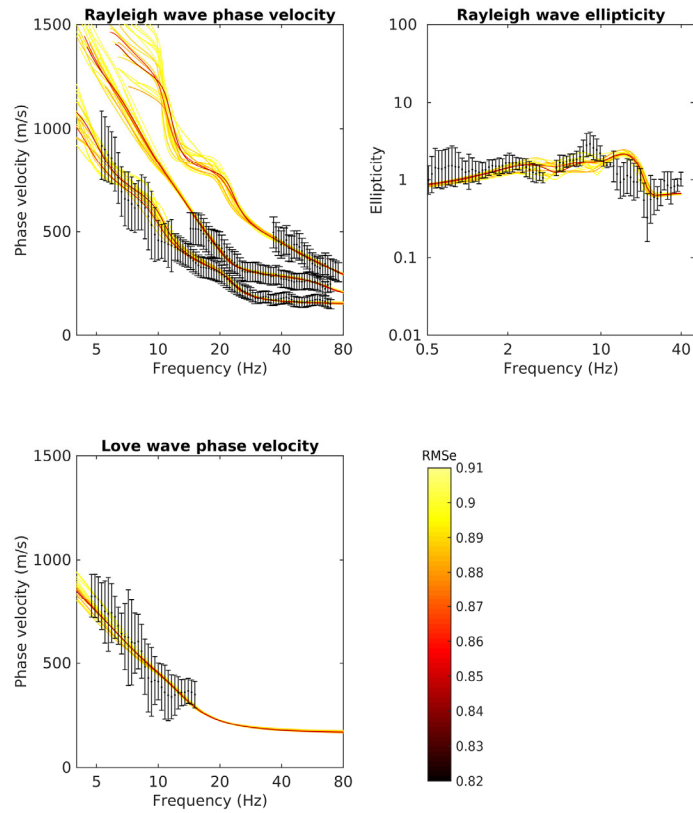 Rayleigh wave phase velocity
1500
1000
500
0
Phase velocity (m/s)
5 10 20 40 80
Frequency (Hz)
Rayleigh wave ellipticity
100
10
1
0.1
0.01
Ellipticity
0.5 2 10 40
Frequency (Hz)
Love wave phase velocity
1500
1000
500
0
Phase velocity (m/s)
5 10 20 40 80
Frequency (Hz)
RMSe
0.91
0.9
0.89
0.88
0.87
0.86
0.85
0.84
0.83
0.82